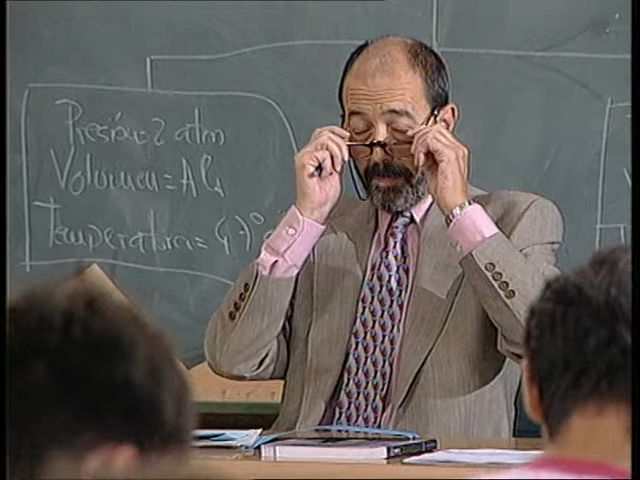 Presión 2 atm
Volumen =
Temperatura =